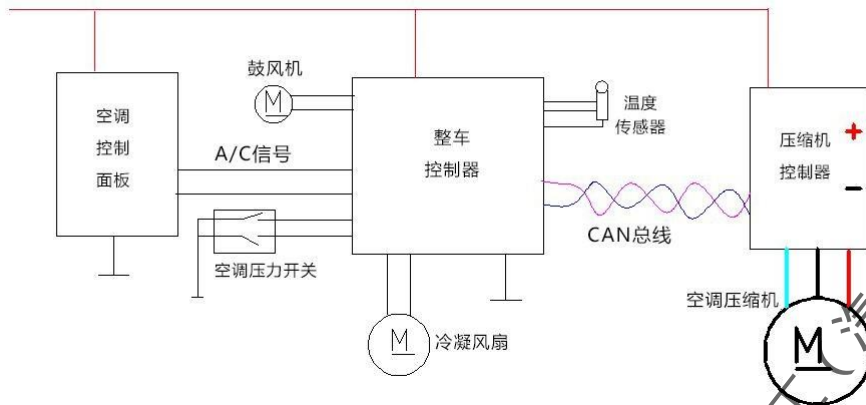 鼓风机
M
空调
控制
面板
A/C信号
空调压力开关
整车
控制器
M
冷凝风扇
温度
传感器
CAN总线
压缩机
控制器
+
−
空调压缩机
M